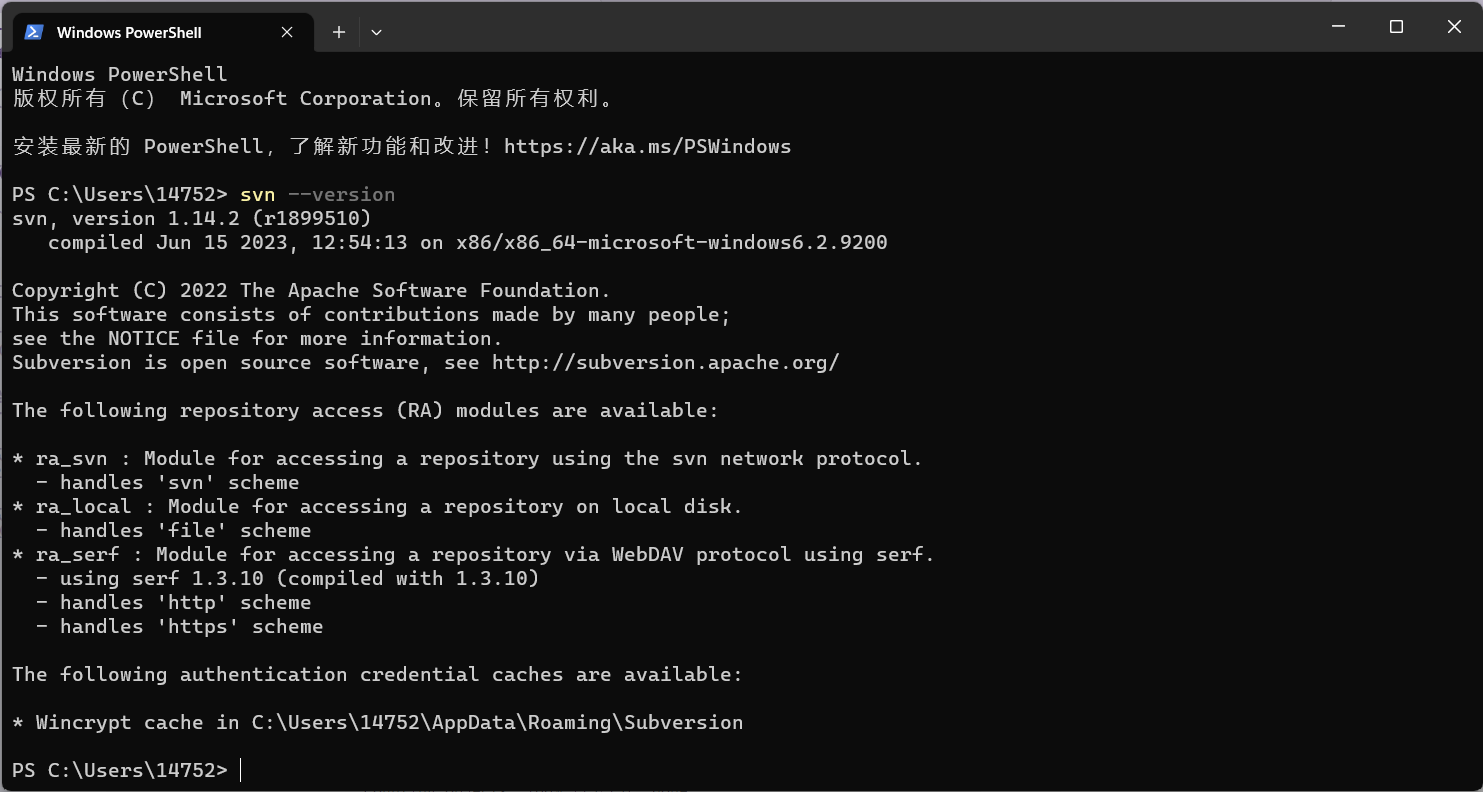 Windows PowerShell
Windows PowerShell
版权所有 (C) Microsoft Corporation。保留所有权利。
安装最新的 PowerShell，了解新功能和改进！https://aka.ms/PSWindows
PS C:\Users\14752> svn --version
svn, version 1.14.2 (r1899510)
   compiled Jun 15 2023, 12:54:13 on x86/x86_64-microsoft-windows6.2.9200
Copyright (C) 2022 The Apache Software Foundation.
This software consists of contributions made by many people;
see the NOTICE file for more information.
Subversion is open source software, see http://subversion.apache.org/
The following repository access (RA) modules are available:
* ra_svn : Module for accessing a repository using the svn network protocol.
  - handles 'svn' scheme
* ra_local : Module for accessing a repository on local disk.
  - handles 'file' scheme
* ra_serf : Module for accessing a repository via WebDAV protocol using serf.
  - using serf 1.3.10 (compiled with 1.3.10)
  - handles 'http' scheme
  - handles 'https' scheme
The following authentication credential caches are available:
* Wincrypt cache in C:\Users\14752\AppData\Roaming\Subversion
PS C:\Users\14752>